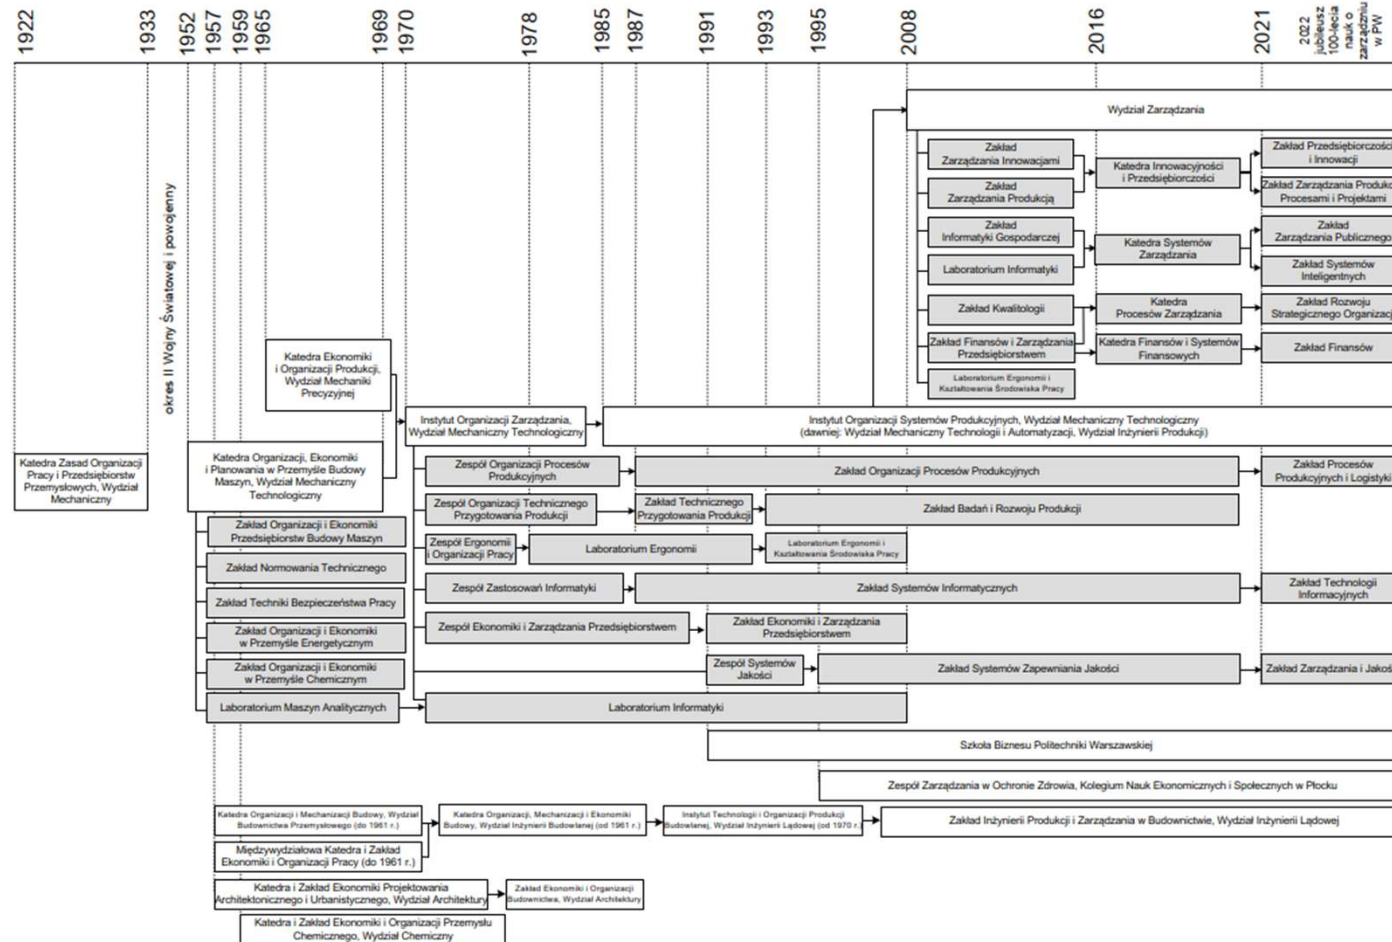 1922
1933
1952
1957
1959
1965
1969
1970
1978
1985
1987
1991
1993
1995
2008
2016
2021
2022
jubileusz
100-lecia
nauk o
zarządzniu
w PW
okres II Wojny Światowej i powojenny
Wydział Zarządzania
Zakład
Zarządzania Innowacjami
Zakład
Zarządzania Produkcją
Katedra Innowacyjności
i Przedsiębiorczości
Zakład Przedsiębiorczości
i Innowacji
Zakład Zarządzania Produkc
Procesami i Projektami
Zakład
Informatyki Gospodarczej
Laboratorium Informatyki
Katedra Systemów
Zarządzania
Zakład
Zarządzania Publicznego
Zakład Systemów
Inteligentnych
Zakład Kwalitologii
Katedra
Procesów Zarządzania
Zakład Rozwoju
Strategicznego Organizacj
Zakład Finansów i Zarządzania
Przedsiębiorstwem
Katedra Finansów i Systemów
Finansowych
Zakład Finansów
Laboratorium Ergonomii i
Kształtowania Środowiska Pracy
Katedra Ekonomiki
i Organizacji Produkcji,
Wydział Mechaniki
Precyzyjnej
Instytut Organizacji Zarządzania,
Wydział Mechaniczny Technologiczny
Instytut Organizacji Systemów Produkcyjnych, Wydział Mechaniczny Technologiczny
(dawniej: Wydział Mechaniczny Technologii i Automatyzacji, Wydział Inżynierii Produkcji)
Katedra Zasad Organizacji
Pracy i Przedsiębiorstw
Przemysłowych, Wydział
Mechaniczny
Katedra Organizacji, Ekonomiki
i Planowania w Przemyśle Budowy
Maszyn, Wydział Mechaniczny
Technologiczny
Zespół Organizacji Procesów
Produkcyjnych
Zakład Organizacji Procesów Produkcyjnych
Zakład Procesów
Produkcyjnych i Logistyki
Zespół Organizacji Technicznego
Przygotowania Produkcji
Zakład Technicznego
Przygotowania Produkcji
Zakład Badań i Rozwoju Produkcji
Zakład Organizacji i Ekonomiki
Przedsiębiorstw Budowy Maszyn
Zespół Ergonomii
i Organizacji Pracy
Laboratorium Ergonomii
Laboratorium Ergonomii i
Kształtowania Środowiska Pracy
Zakład Normowania Technicznego
Zespół Zastosowań Informatyki
Zakład Systemów Informatycznych
Zakład Technologii
Informacyjnych
Zakład Techniki Bezpieczeństwa Pracy
Zespół Ekonomiki i Zarządzania Przedsiębiorstwem
Zakład Ekonomiki i Zarządzania
Przedsiębiorstwem
Zakład Organizacji i Ekonomiki
w Przemyśle Energetycznym
Zakład Organizacji i Ekonomiki
w Przemyśle Chemicznym
Zespół Systemów
Jakości
Zakład Systemów Zapewniania Jakości
Zakład Zarządzania i Jakoś
Laboratorium Maszyn Analitycznych
Laboratorium Informatyki
Szkoła Biznesu Politechniki Warszawskiej
Zespół Zarządzania w Ochronie Zdrowia, Kolegium Nauk Ekonomicznych i Społecznych w Płocku
Katedra Organizacji i Mechanizacji Budowy, Wydział
Budownictwa Przemysłowego (do 1961 r.)
Katedra Organizacji, Mechanizacji i Ekonomiki
Budowy, Wydział Inżynierii Budowlanej (od 1961 r.)
Instytut Technologii i Organizacji Produkcji
Budowlanej, Wydział Inżynierii Lądowej (od 1970 r.)
Zakład Inżynierii Produkcji i Zarządzania w Budownictwie, Wydział Inżynierii Lądowej
Międzywydziałowa Katedra i Zakład
Ekonomiki i Organizacji Pracy (do 1961 r.)
Katedra i Zakład Ekonomiki Projektowania
Architektonicznego i Urbanistycznego, Wydział Architektury
Zakład Ekonomiki i Organizacji
Budownictwa, Wydział Architektury
Katedra i Zakład Ekonomiki i Organizacji Przemysłu
Chemicznego, Wydział Chemiczny